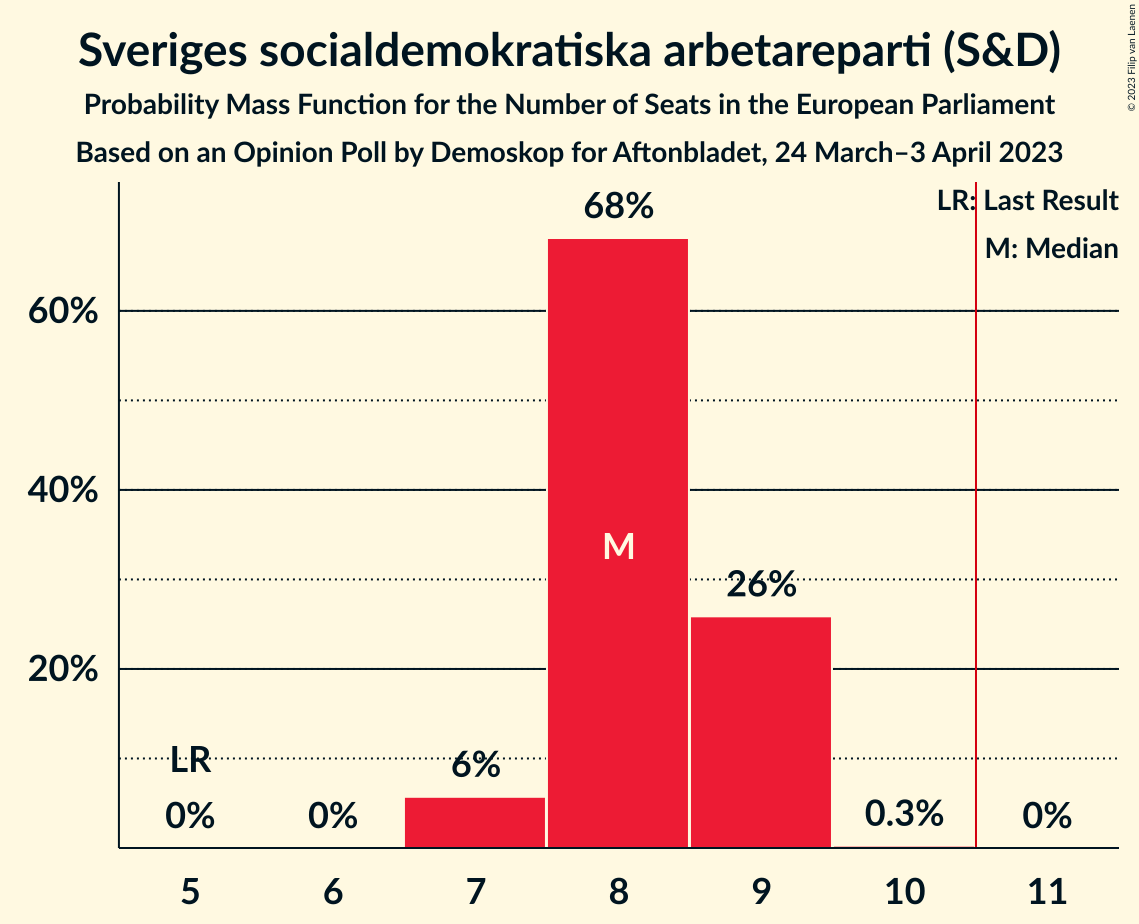 Sveriges socialdemokratiska arbetareparti (S&D)
Probability Mass Function for the Number of Seats in the European Parliament
Based on an Opinion Poll by Demoskop for Aftonbladet, 24 March–3 April 2023
© 2023 Filip van Laenen
LR: Last Result
M: Median
68%
60%
40%
M
26%
20%
LR
6%
0%
0%
0.3%
0%
5
6
7
8
9
10
11